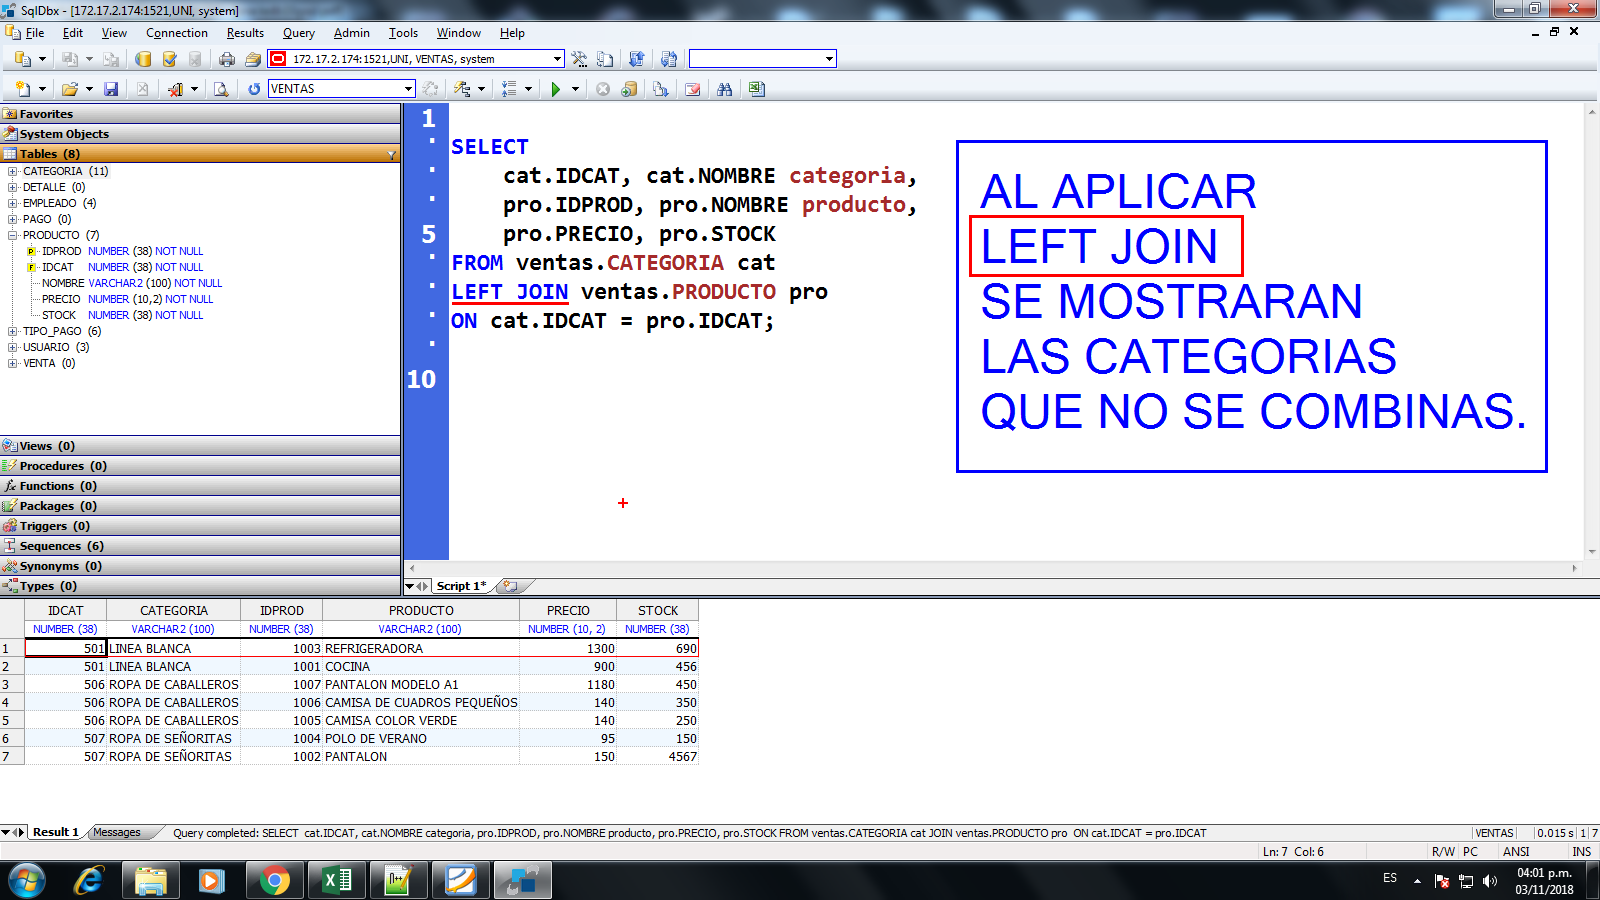 SqlDbx - [172.17.2.174:1521,UNI, system]
File Edit View Connection Results Query Admin Tools Window Help
172.17.2.174:1521,UNI, VENTAS, system
VENTAS
Favorites
System Objects
Tables (8)
CATEGORIA (11)
DETALLE (0)
EMPLEADO (4)
PAGO (0)
PRODUCTO (7)
IDPROD NUMBER (38) NOT NULL
IDCAT NUMBER (38) NOT NULL
NOMBRE VARCHAR2 (100) NOT NULL
PRECIO NUMBER (10,2) NOT NULL
STOCK NUMBER (38) NOT NULL
TIPO_PAGO (6)
USUARIO (3)
VENTA (0)
Views (0)
Procedures (0)
Functions (0)
Packages (0)
Triggers (0)
Sequences (6)
Synonyms (0)
Types (0)
1
SELECT
cat.IDCAT, cat.NOMBRE categoria,
pro.IDPROD, pro.NOMBRE producto,
5 pro.PRECIO, pro.STOCK
FROM ventas.CATEGORIA cat
LEFT JOIN ventas.PRODUCTO pro
ON cat.IDCAT = pro.IDCAT;
10
AL APLICAR
LEFT JOIN
SE MOSTRARAN
LAS CATEGORIAS
QUE NO SE COMBINAS.
Script 1*
IDCAT CATEGORIA IDPROD PRODUCTO PRECIO STOCK
NUMBER (38) VARCHAR2 (100) NUMBER (38) VARCHAR2 (100) NUMBER (10, 2) NUMBER (38)
1 501 LINEA BLANCA 1003 REFRIGERADORA 1300 690
2 501 LINEA BLANCA 1001 COCINA 900 456
3 506 ROPA DE CABALLEROS 1007 PANTALON MODELO A1 1180 450
4 506 ROPA DE CABALLEROS 1006 CAMISA DE CUADROS PEQUEÑOS 140 350
5 506 ROPA DE CABALLEROS 1005 CAMISA COLOR VERDE 140 250
6 507 ROPA DE SEÑORITAS 1004 POLO DE VERANO 95 150
7 507 ROPA DE SEÑORITAS 1002 PANTALON 150 4567
Result 1 Messages Query completed: SELECT cat.IDCAT, cat.NOMBRE categoria, pro.IDPROD, pro.NOMBRE producto, pro.PRECIO, pro.STOCK FROM ventas.CATEGORIA cat JOIN ventas.PRODUCTO pro ON cat.IDCAT = pro.IDCAT VENTAS 0.015 s 1 7
Ln: 7 Col: 6 R/W PC ANSI INS
ES 04:01 p.m.
03/11/2018